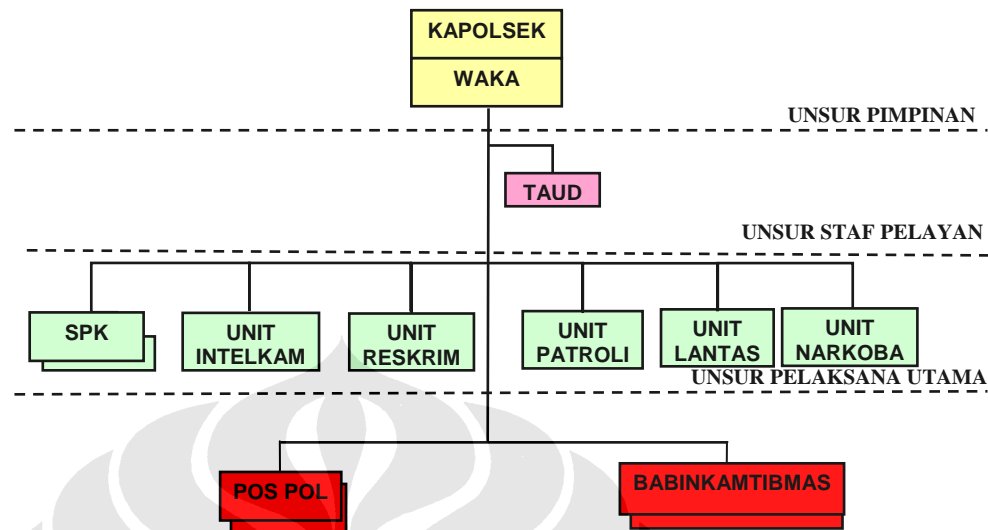 KAPOLSEK
WAKA
UNSUR PIMPINAN
TAUD
UNSUR STAF PELAYAN
SPK
UNIT
INTELKAM
UNIT
RESKRIM
UNIT
PATROLI
UNIT
LANTAS
UNIT
NARKOBA
UNSUR PELAKSANA UTAMA
POS POL
BABINKAMTIBMAS